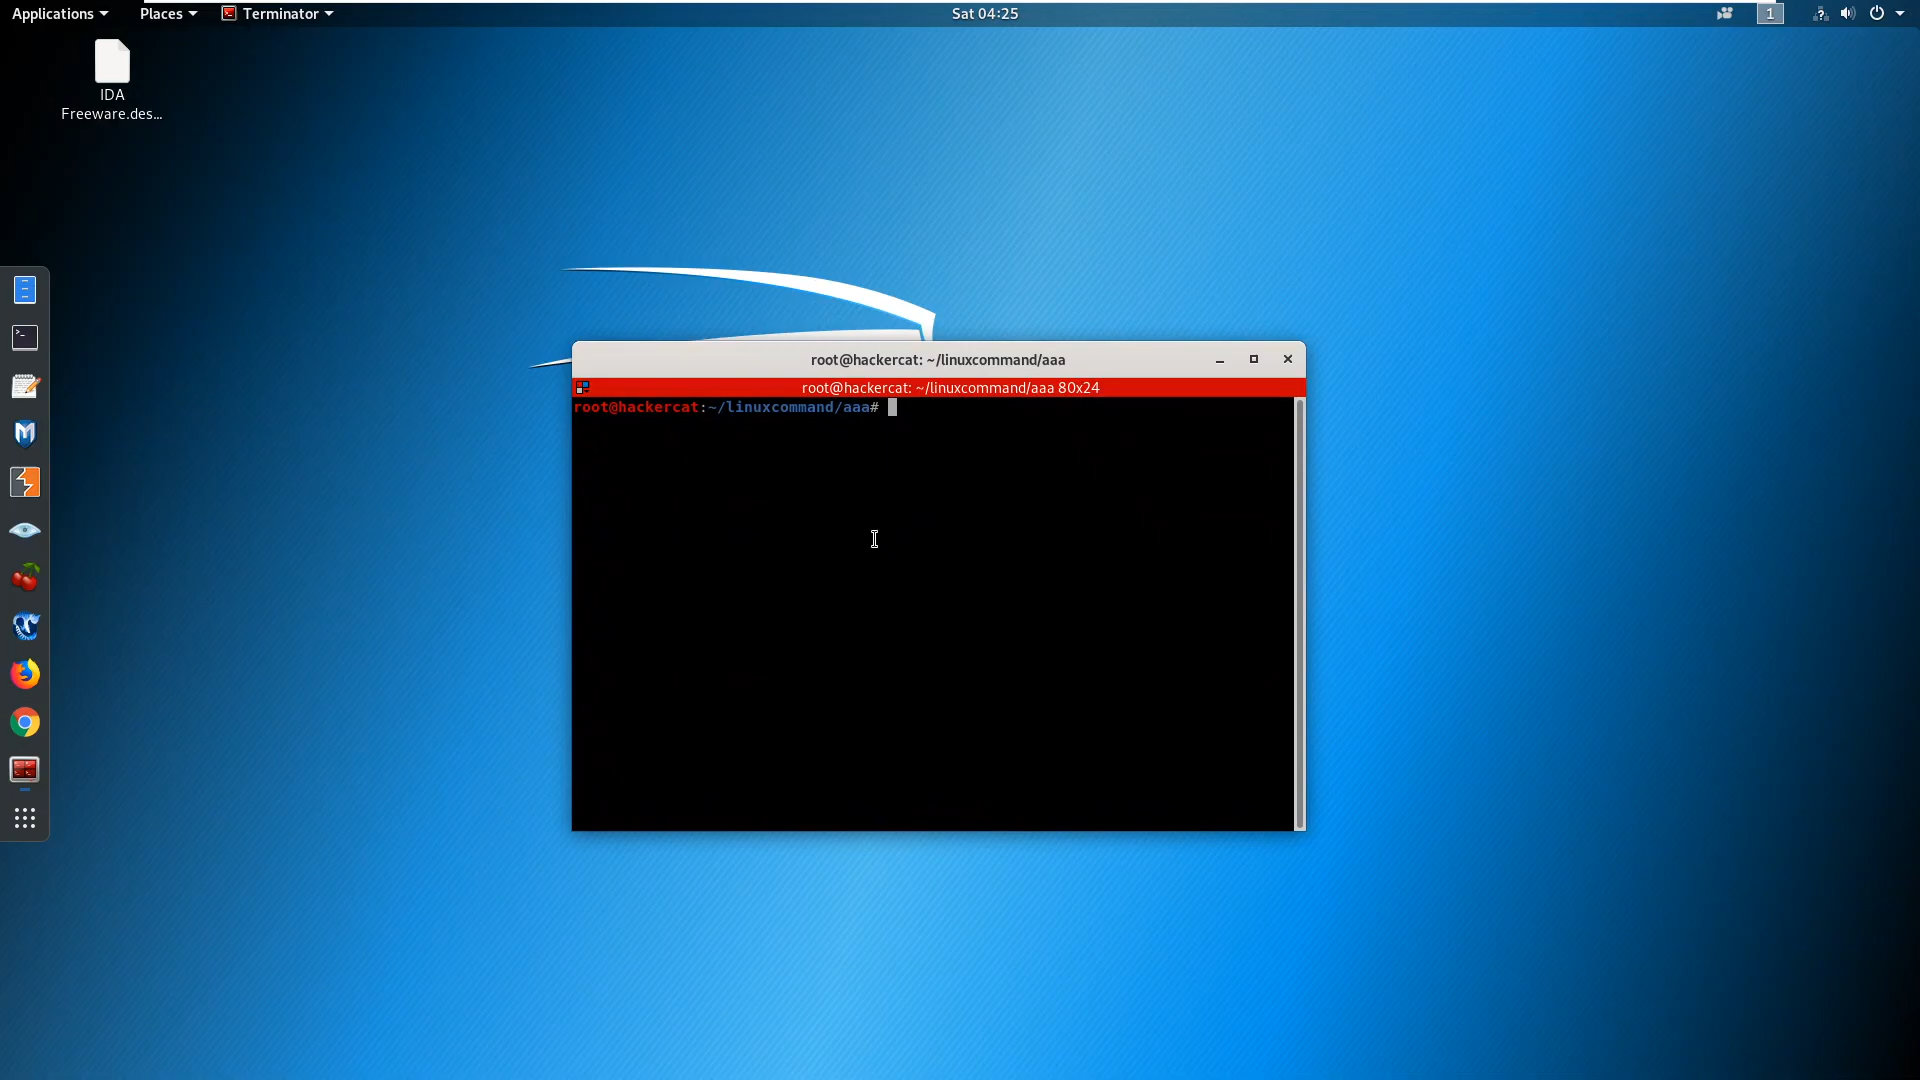 Applications Places Terminator Sat 04:25 1
IDA
Freeware.des...
root@hackercat: ~/linuxcommand/aaa
root@hackercat: ~/linuxcommand/aaa 80x24
root@hackercat:~/linuxcommand/aaa#